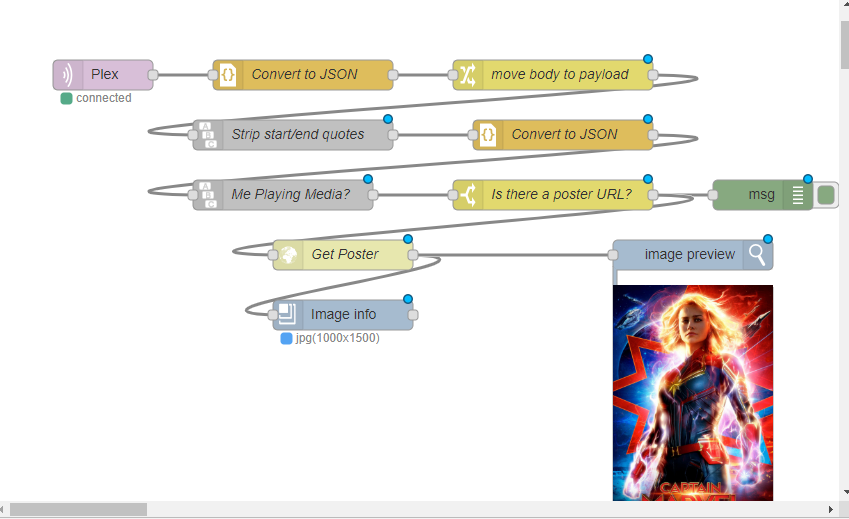 Plex
Convert to JSON
move body to payload
connected
A
B
C
Strip start/end quotes
{}
Convert to JSON
A
B
C
Me Playing Media?
Is there a poster URL?
msg
Get Poster
image preview
Image info
jpg(1000x1500)
CAPTAIN